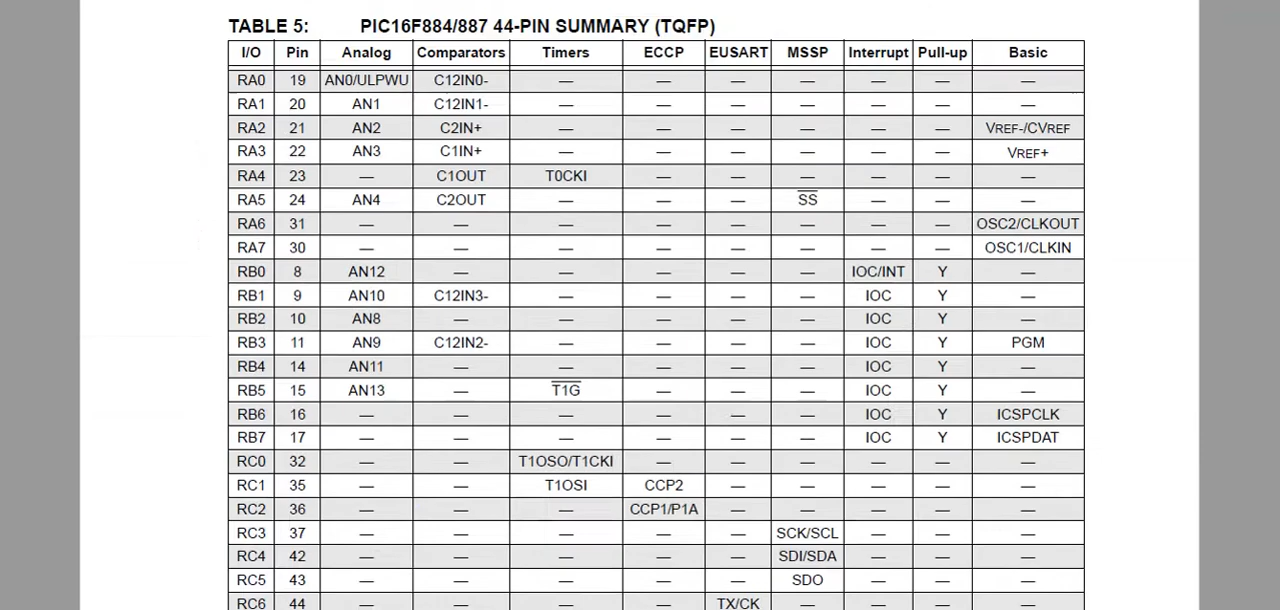 TABLE 5: PIC16F884/887 44-PIN SUMMARY (TQFP)
I/O Pin Analog Comparators Timers ECCP EUSART MSSP Interrupt Pull-up Basic
RA0 19 AN0/ULPWU C12IN0- — — — — — — —
RA1 20 AN1 C12IN1- — — — — — — —
RA2 21 AN2 C2IN+ — — — — — — VREF-/CVREF
RA3 22 AN3 C1IN+ — — — — — — VREF+
RA4 23 — C1OUT T0CKI — — — — — —
RA5 24 AN4 C2OUT — — — SS — — —
RA6 31 — — — — — — — — OSC2/CLKOUT
RA7 30 — — — — — — — — OSC1/CLKIN
RB0 8 AN12 — — — — — IOC/INT Y —
RB1 9 AN10 C12IN3- — — — — IOC Y —
RB2 10 AN8 — — — — — IOC Y —
RB3 11 AN9 C12IN2- — — — — IOC Y PGM
RB4 14 AN11 — — — — — IOC Y —
RB5 15 AN13 — T1G — — — IOC Y —
RB6 16 — — — — — — IOC Y ICSPCLK
RB7 17 — — — — — — IOC Y ICSPDAT
RC0 32 — — T1OSO/T1CKI — — — — — —
RC1 35 — — T1OSI CCP2 — — — — —
RC2 36 — — — CCP1/P1A — — — — —
RC3 37 — — — — — SCK/SCL — — —
RC4 42 — — — — — SDI/SDA — — —
RC5 43 — — — — — SDO — — —
RC6 44 — — — — TX/CK — — — —